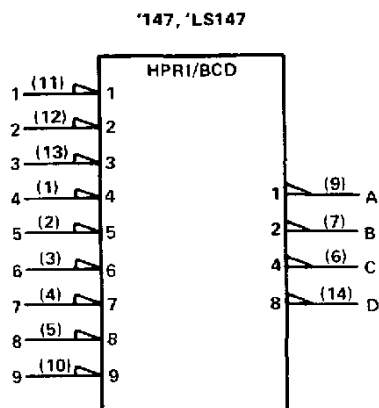 '147, 'LS147
HPRI/BCD
1 (11) 1
2 (12) 2
3 (13) 3
4 (1) 4 1 (9) A
5 (2) 5 2 (7) B
6 (3) 6 4 (6) C
7 (4) 7 8 (14) D
8 (5) 8
9 (10) 9